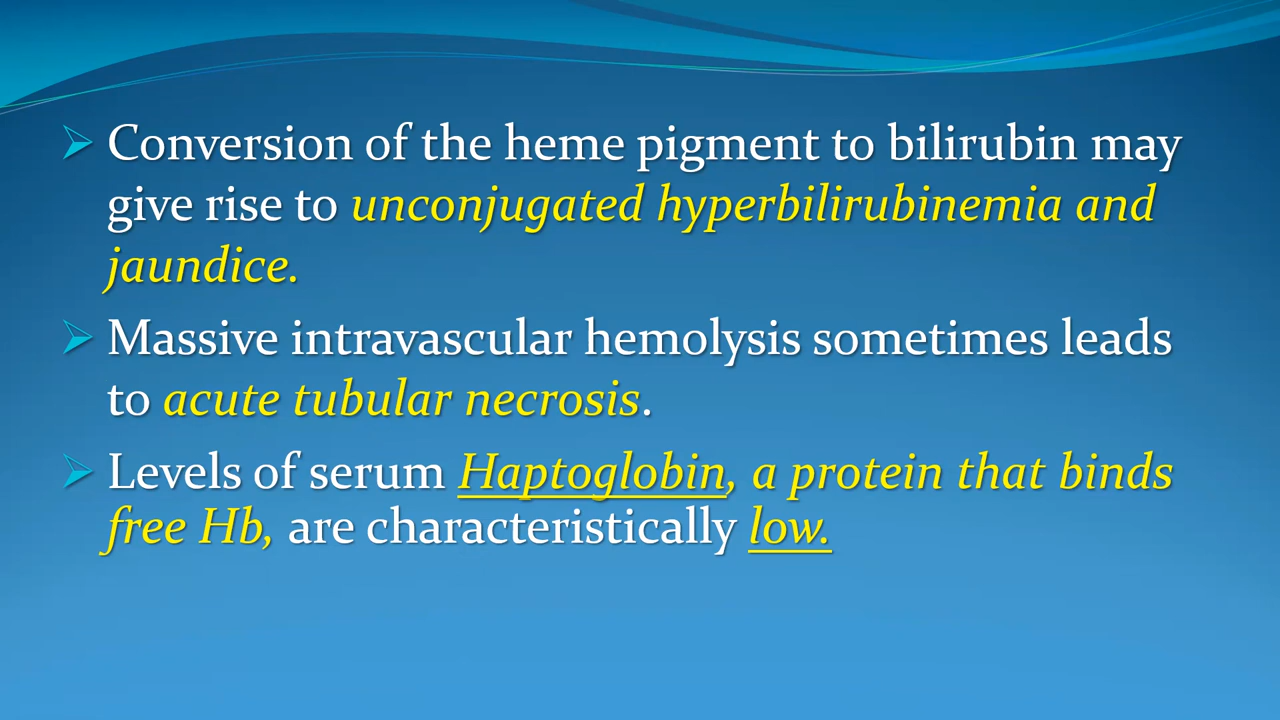 Conversion of the heme pigment to bilirubin may
give rise to unconjugated hyperbilirubinemia and
jaundice.
Massive intravascular hemolysis sometimes leads
to acute tubular necrosis.
Levels of serum Haptoglobin, a protein that binds
free Hb, are characteristically low.